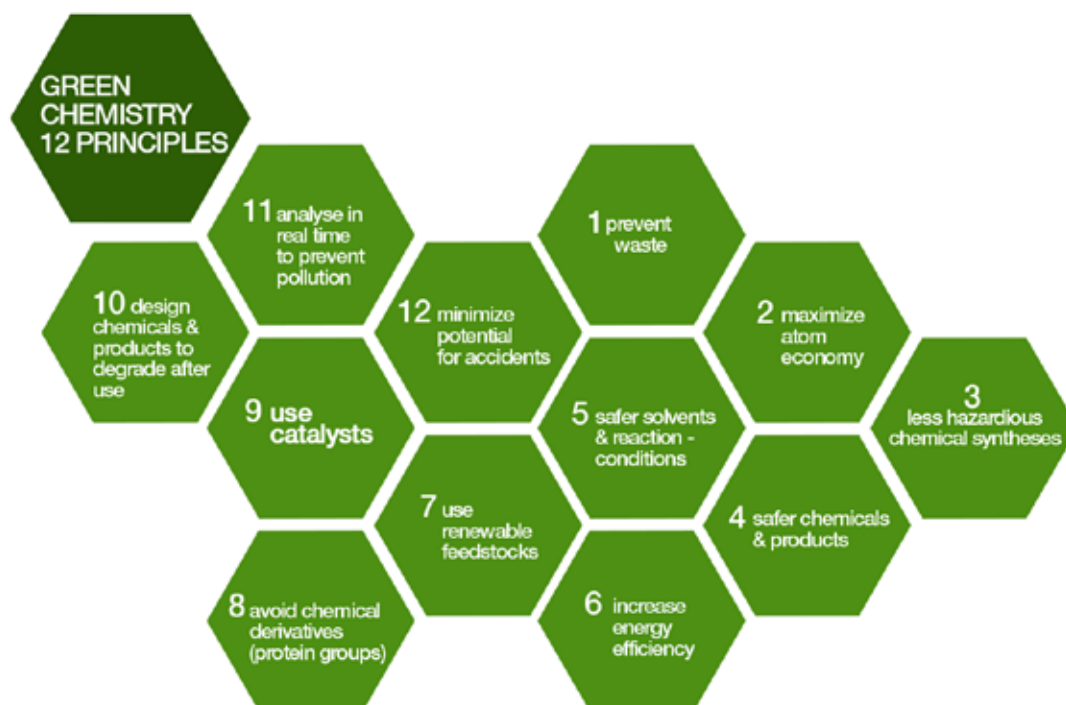 GREEN
CHEMISTRY
12 PRINCIPLES
1 prevent
waste
2 maximize
atom
economy
3
less hazardious
chemical syntheses
4 safer chemicals
& products
5 safer solvents
& reaction -
conditions
6 increase
energy
efficiency
7 use
renewable
feedstocks
8 avoid chemical
derivatives
(protein groups)
9 use
catalysts
10 design
chemicals &
products to
degrade after
use
11 analyse in
real time
to prevent
pollution
12 minimize
potential
for accidents